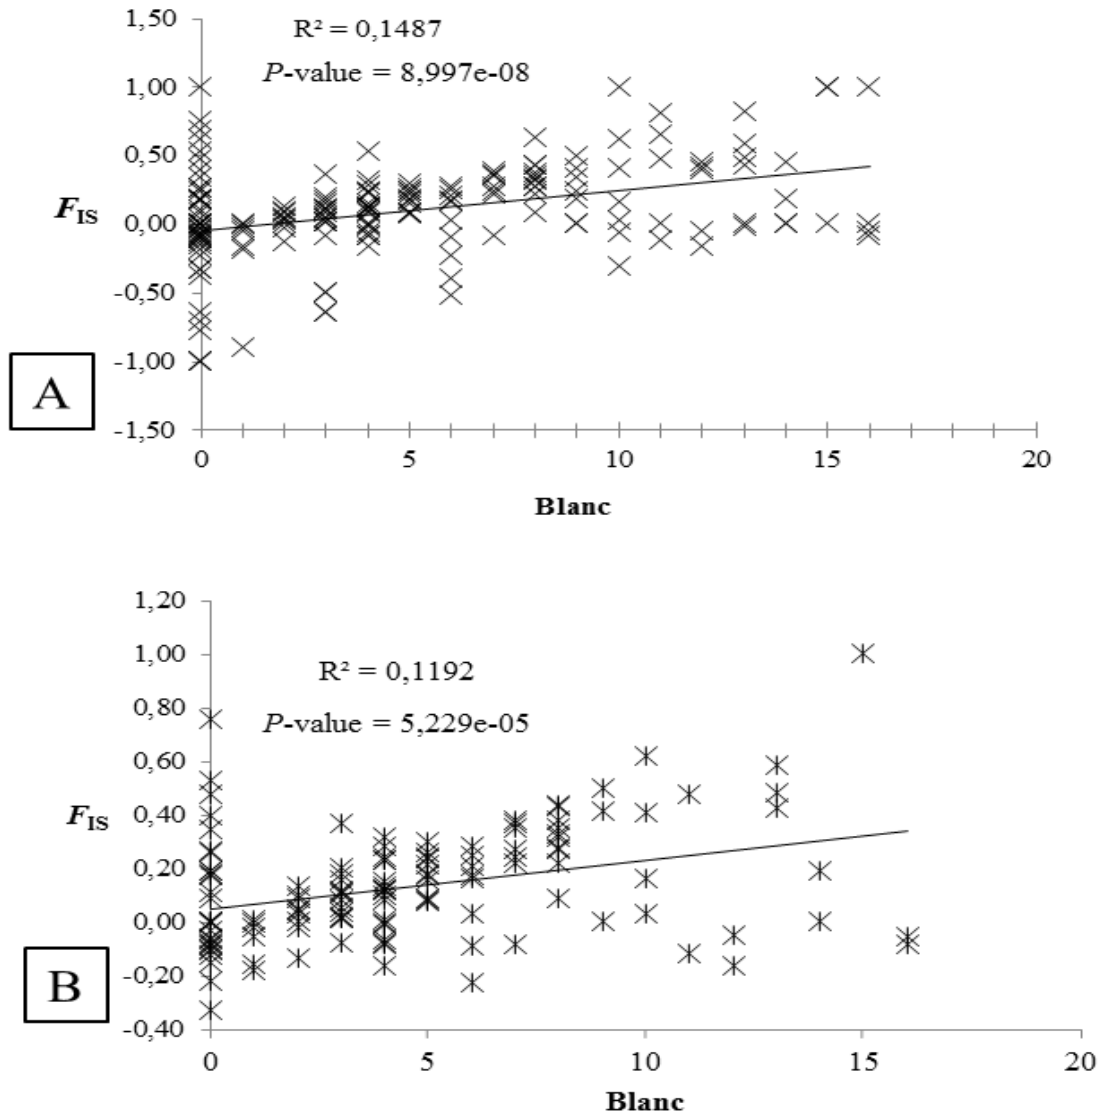 1,50
R² = 0,1487
P-value = 8,997e-08
1,00
0,50
FIS
0,00
-0,50
-1,00
A
-1,50
0 5 10 15 20
Blanc
1,20
1,00
R² = 0,1192
0,80
P-value = 5,229e-05
0,60
0,40
FIS
0,20
0,00
B
-0,20
-0,40
0 5 10 15 20
Blanc